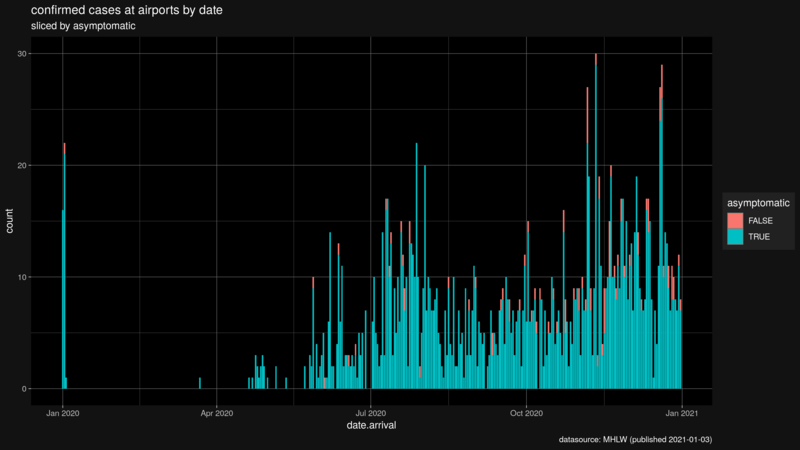 confirmed cases at airports by date
sliced by asymptomatic
30
20
10
0
count
Jan 2020
Apr 2020
Jul 2020
Oct 2020
Jan 2021
date.arrival
asymptomatic
FALSE
TRUE
datasource: MHLW (published 2021-01-03)